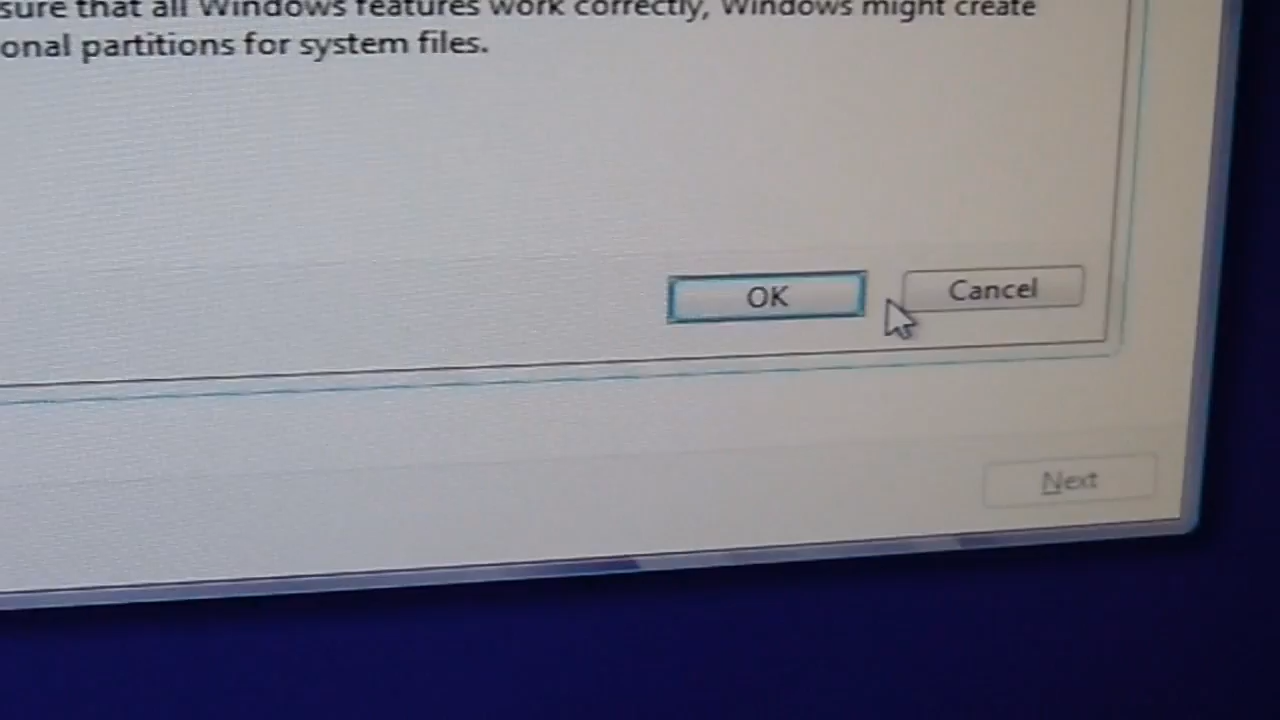 sure that all Windows features work correctly, Windows might create
onal partitions for system files.
OK
Cancel
Next